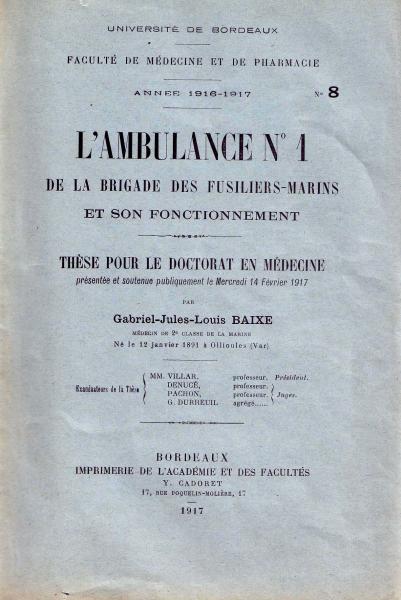 UNIVERSITÉ DE BORDEAUX
FACULTÉ DE MÉDECINE ET DE PHARMACIE
ANNÉE 1916-1917 No 8
L'AMBULANCE No 1
DE LA BRIGADE DES FUSILIERS-MARINS
ET SON FONCTIONNEMENT
THÈSE POUR LE DOCTORAT EN MÉDECINE
présentée et soutenue publiquement le Mercredi 14 Février 1917
PAR
Gabriel-Jules-Louis BAIXE
MÉDECIN DE 2e CLASSE DE LA MARINE
Né le 12 janvier 1891 à Ollioules (Var)
Examinateurs de la Thèse
MM. VILLAR, professeur. Président.
DENUCÉ, professeur.
PACHON, professeur. Juges.
G. DUBREUIL agrégé......
BORDEAUX
IMPRIMERIE DE L'ACADÉMIE ET DES FACULTÉS
Y. CADORET
17, RUE POQUELIN-MOLIÈRE, 17
1917